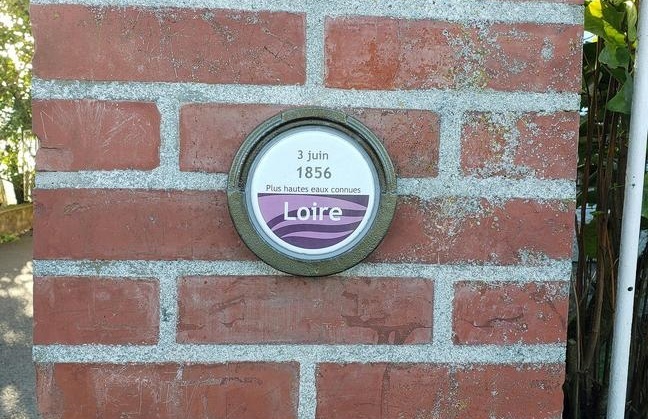 3 juin
1856
Plus hautes eaux connues
Loire